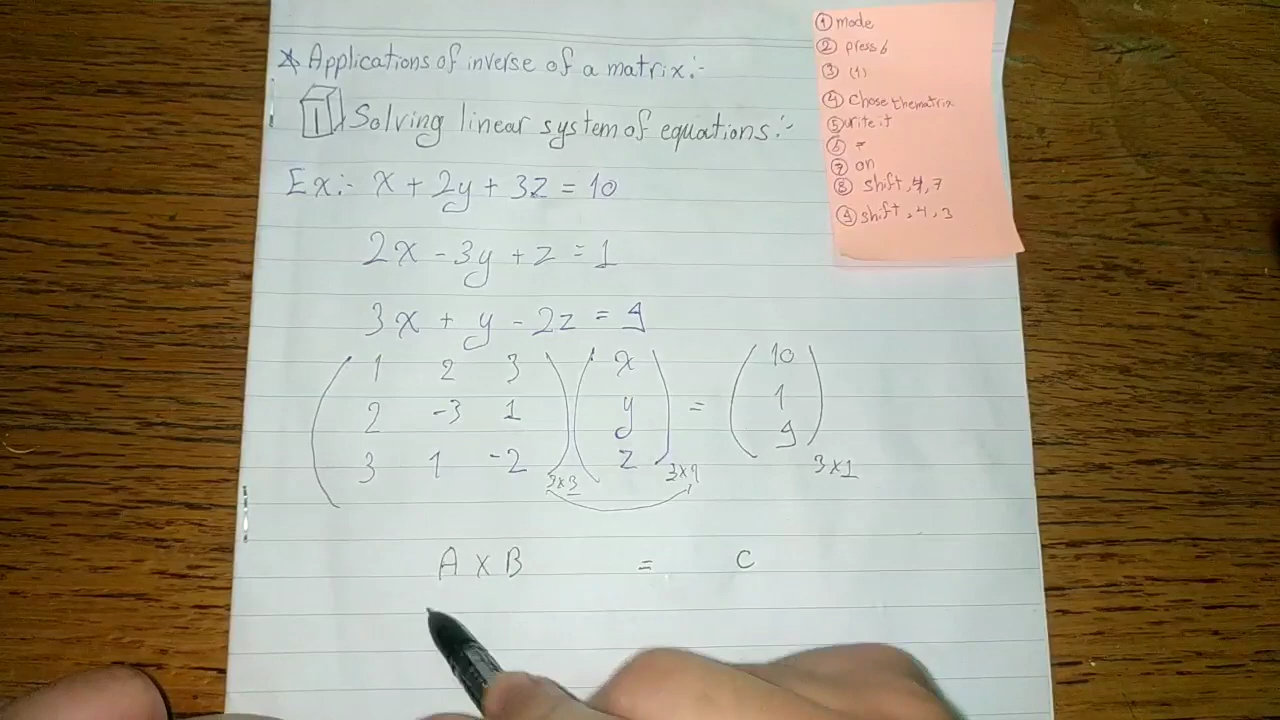 * Applications of inverse of a matrix:-
1 Solving linear system of equations:-
Ex:- x + 2y + 3z = 10
2x - 3y + z = 1
3x + y - 2z = 9
( 1 2 3 ) ( x ) = ( 10 )
2 -3 1 y 1
3 1 -2 z 9
3x3 3x1 3x1
A x B = C
① mode
② press 6
③ (1)
④ Chose the matrix
⑤ write it
⑥ =
⑦ on
⑧ shift, 4, 7
⑨ shift, 4, 3